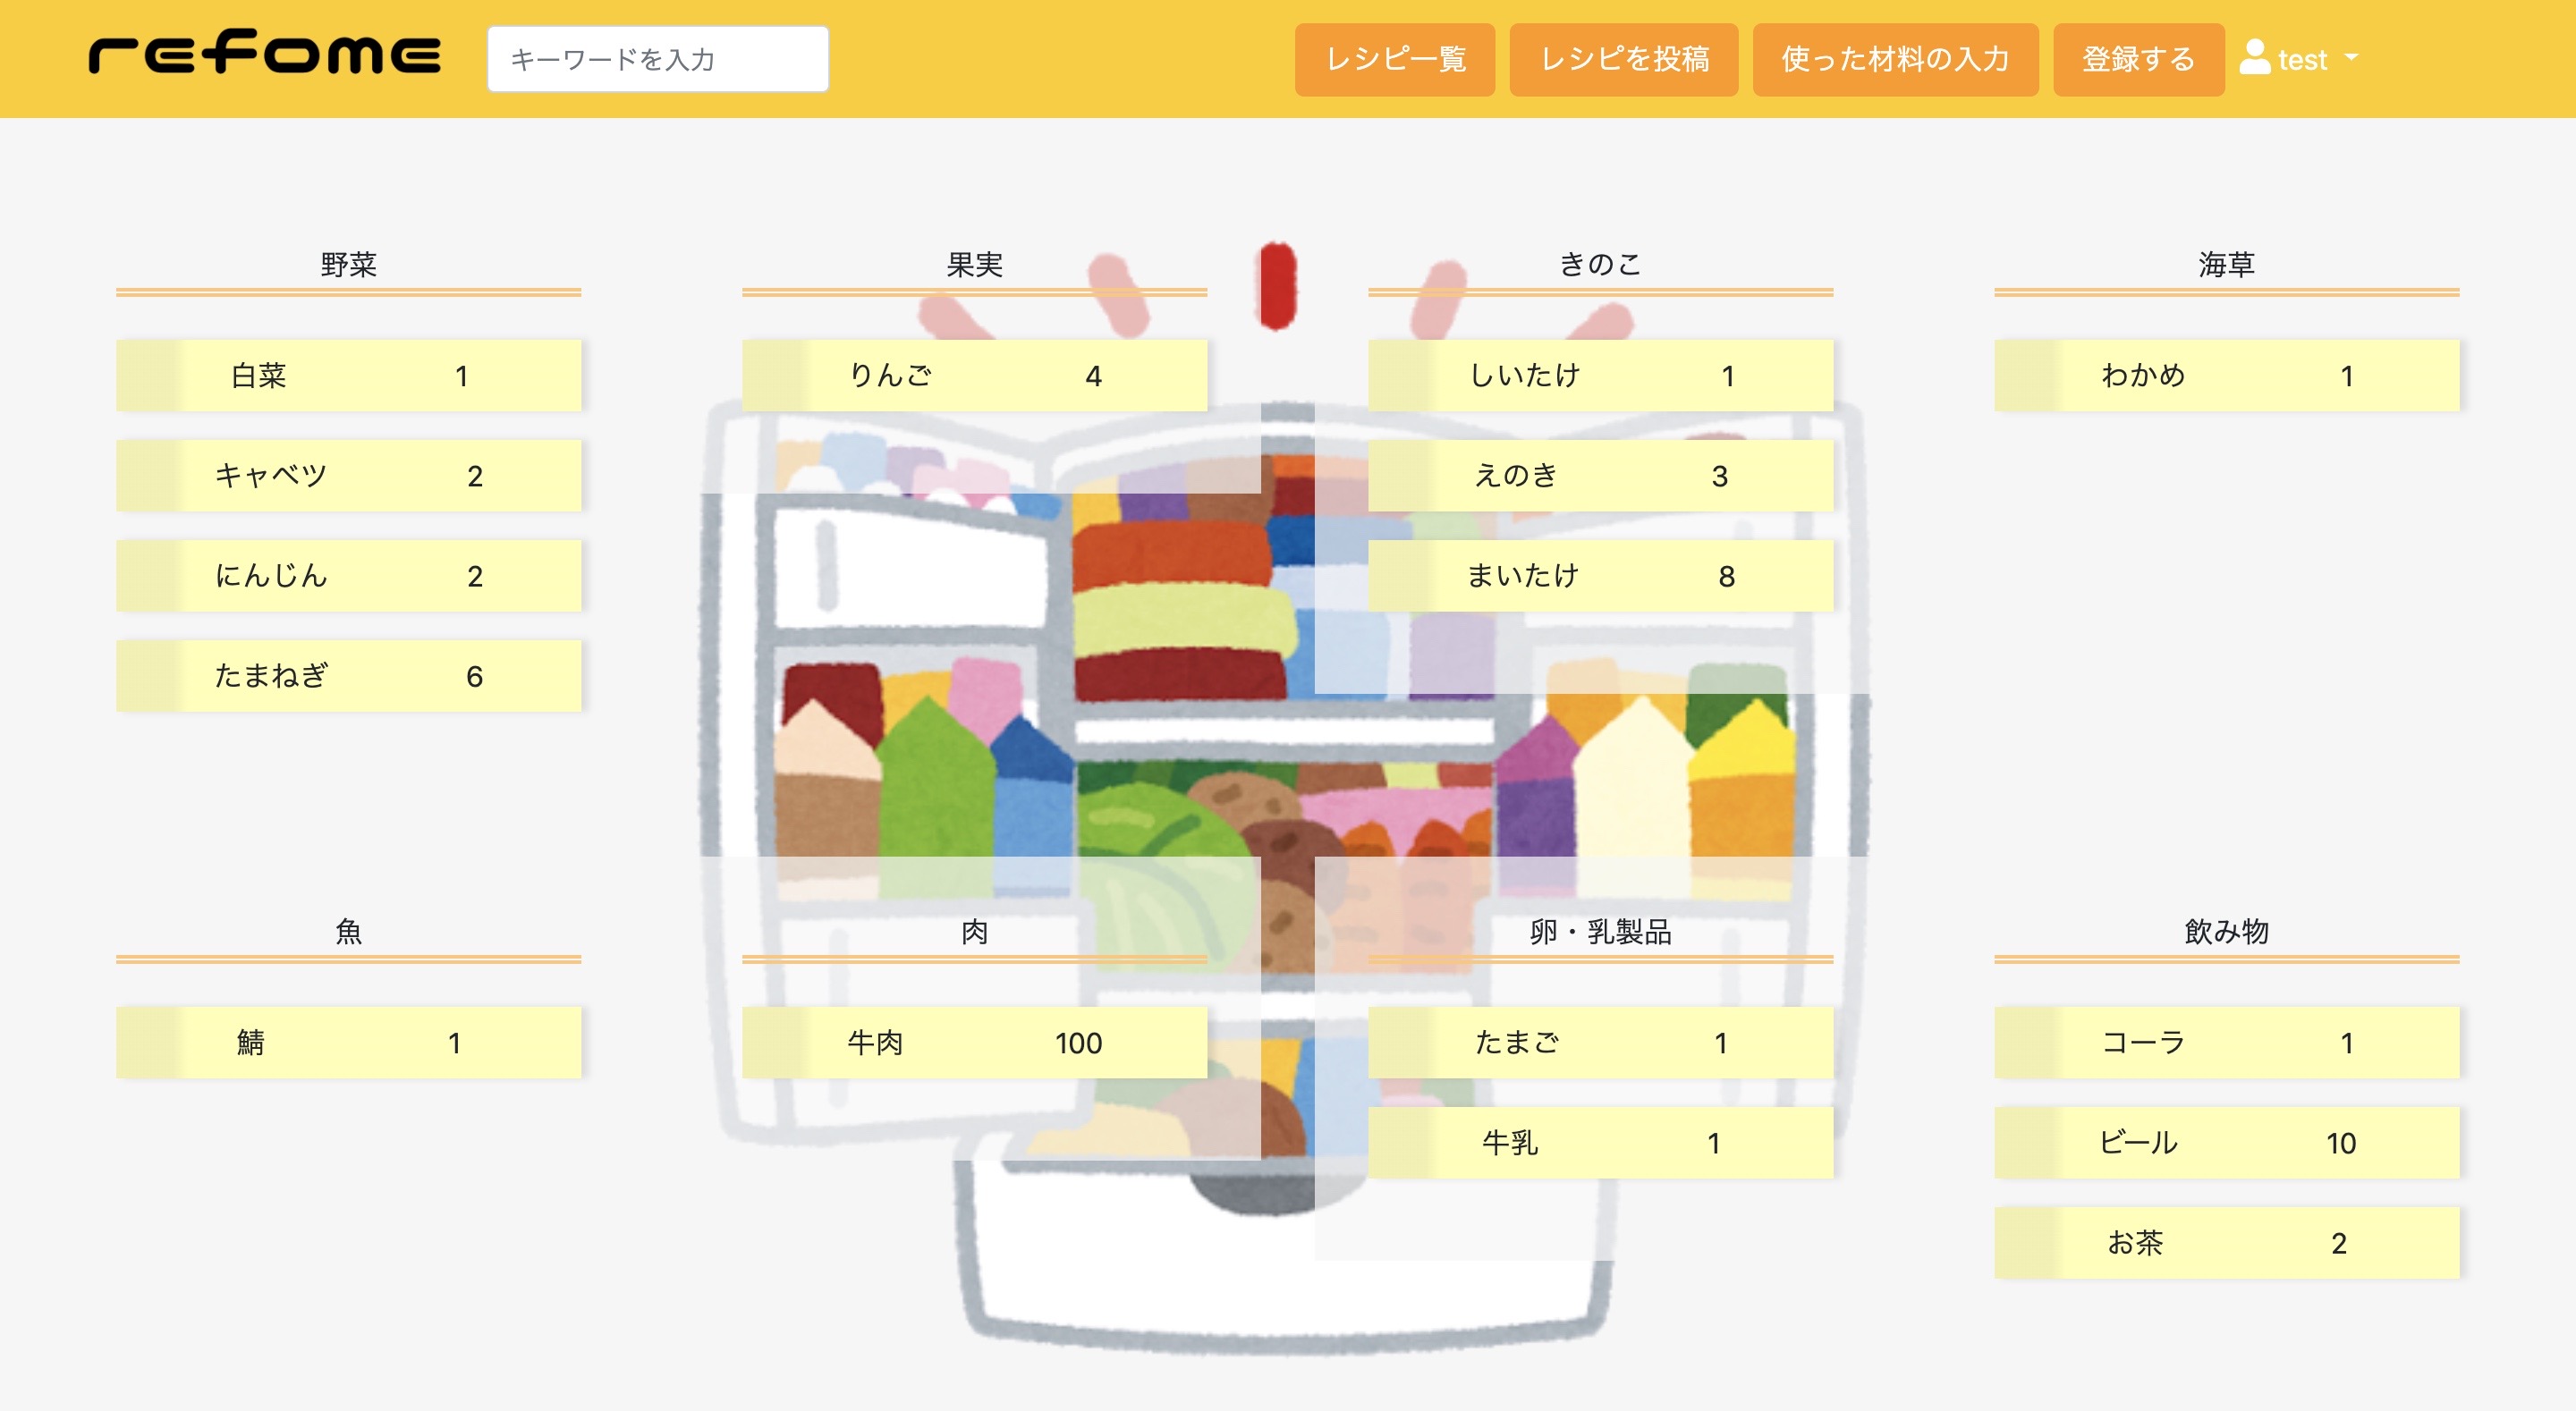 refome
キーワードを入力
レシピ一覧
レシピを投稿
使った材料の入力
登録する
test
野菜
白菜 1
キャベツ 2
にんじん 2
たまねぎ 6
果実
りんご 4
きのこ
しいたけ 1
えのき 3
まいたけ 8
海草
わかめ 1
魚
鯖 1
肉
牛肉 100
卵・乳製品
たまご 1
牛乳 1
飲み物
コーラ 1
ビール 10
お茶 2